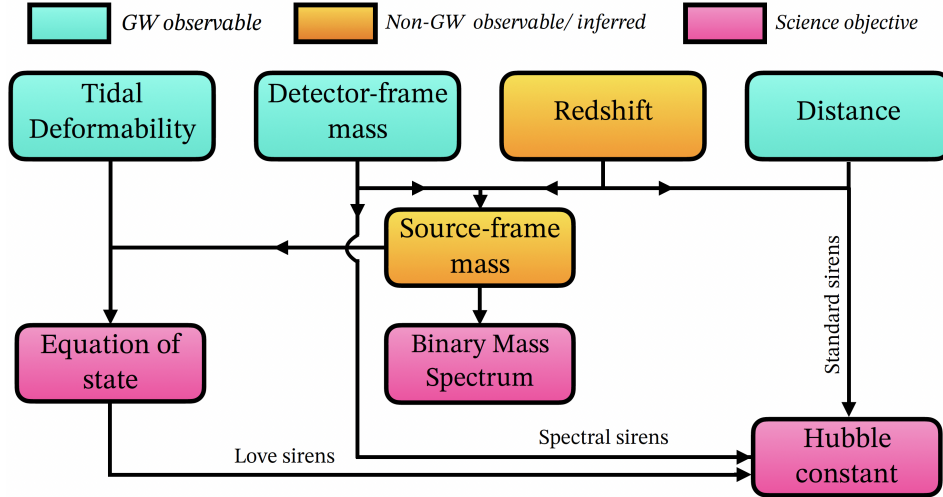 GW observable
Non-GW observable/ inferred
Science objective
Tidal
Deformability
Detector-frame
mass
Redshift
Distance
Source-frame
mass
Standard sirens
Equation of
state
Binary Mass
Spectrum
Hubble
constant
Spectral sirens
Love sirens